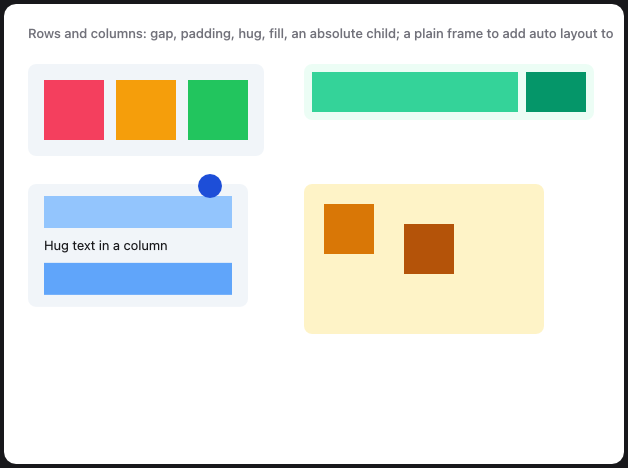 Rows and columns: gap, padding, hug, fill, an absolute child; a plain frame to add auto layout to
Hug text in a column